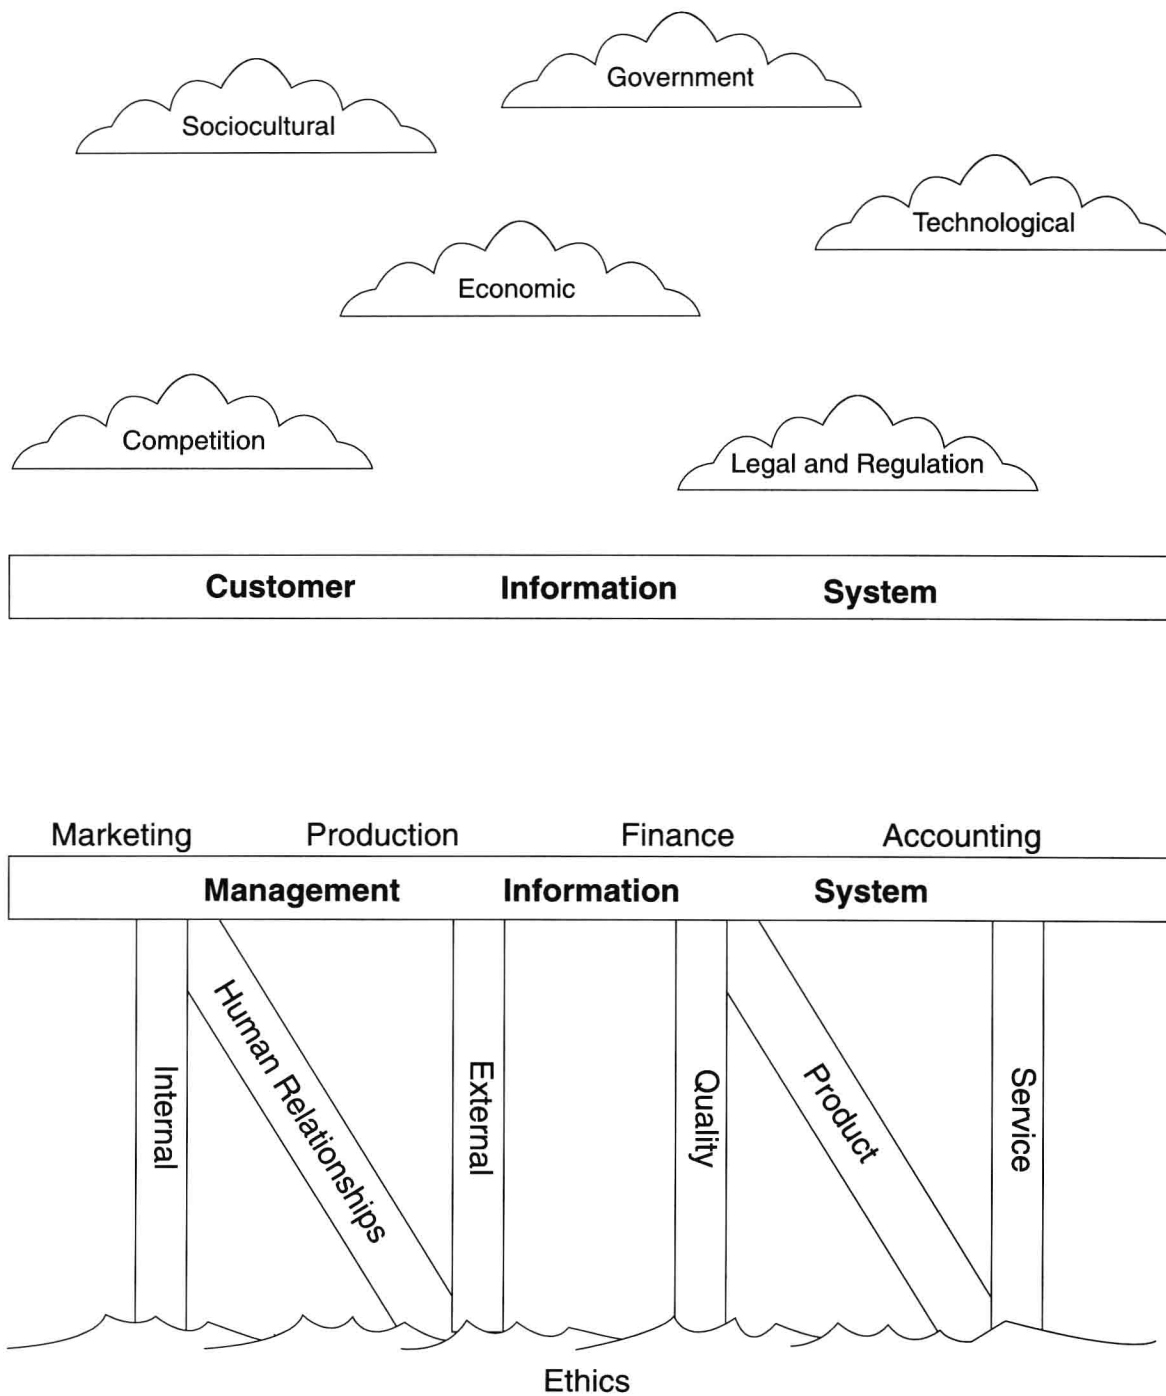 Government
Sociocultural
Technological
Economic
Competition
Legal and Regulation
Customer Information System
Marketing Production Finance Accounting
Management Information System
Internal
Human Relationships
External
Quality
Product
Service
Ethics